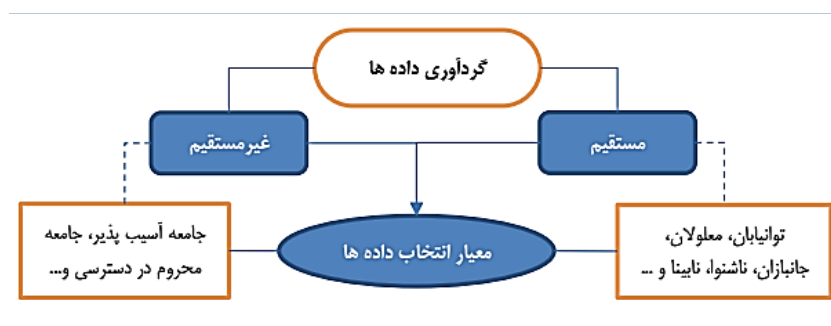 گردآوری داده ها
مستقیم
غیرمستقیم
توانیابان، معلولان،
جانبازان، ناشنوا، نابینا و ...
معیار انتخاب داده ها
جامعه آسیب پذیر، جامعه
محروم در دسترسی و...